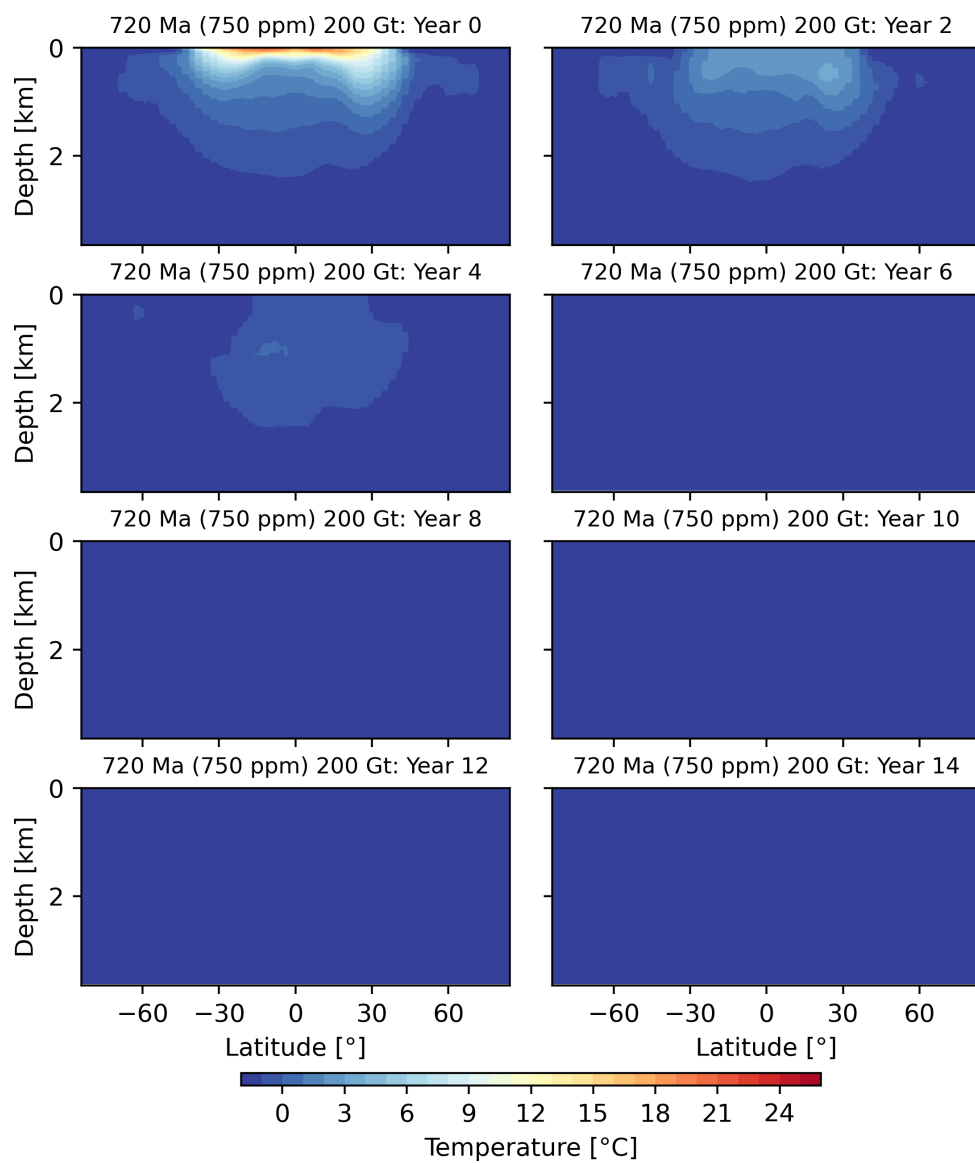 720 Ma (750 ppm) 200 Gt: Year 0
720 Ma (750 ppm) 200 Gt: Year 2
0
2
Depth [km]
720 Ma (750 ppm) 200 Gt: Year 4
720 Ma (750 ppm) 200 Gt: Year 6
0
2
Depth [km]
720 Ma (750 ppm) 200 Gt: Year 8
720 Ma (750 ppm) 200 Gt: Year 10
0
2
Depth [km]
720 Ma (750 ppm) 200 Gt: Year 12
720 Ma (750 ppm) 200 Gt: Year 14
0
2
Depth [km]
−60 −30 0 30 60
−60 −30 0 30 60
Latitude [°]
Latitude [°]
0 3 6 9 12 15 18 21 24
Temperature [°C]